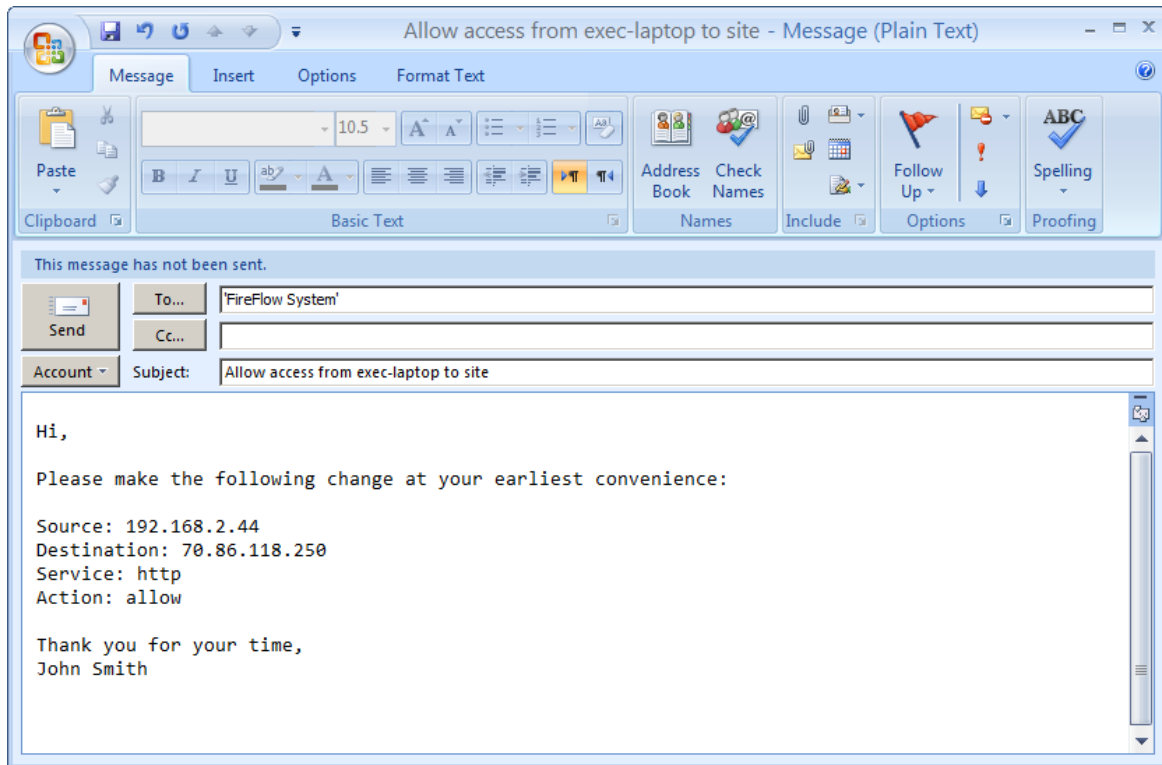 Allow access from exec-laptop to site - Message (Plain Text)
Message Insert Options Format Text
Paste
10.5
Address Book
Check Names
Follow Up
ABC
Spelling
B I U ab A
Clipboard
Basic Text
Names
Include
Options
Proofing
This message has not been sent.
Send
To...
'FireFlow System'
Cc...
Account
Subject:
Allow access from exec-laptop to site
Hi,
Please make the following change at your earliest convenience:
Source: 192.168.2.44
Destination: 70.86.118.250
Service: http
Action: allow
Thank you for your time,
John Smith